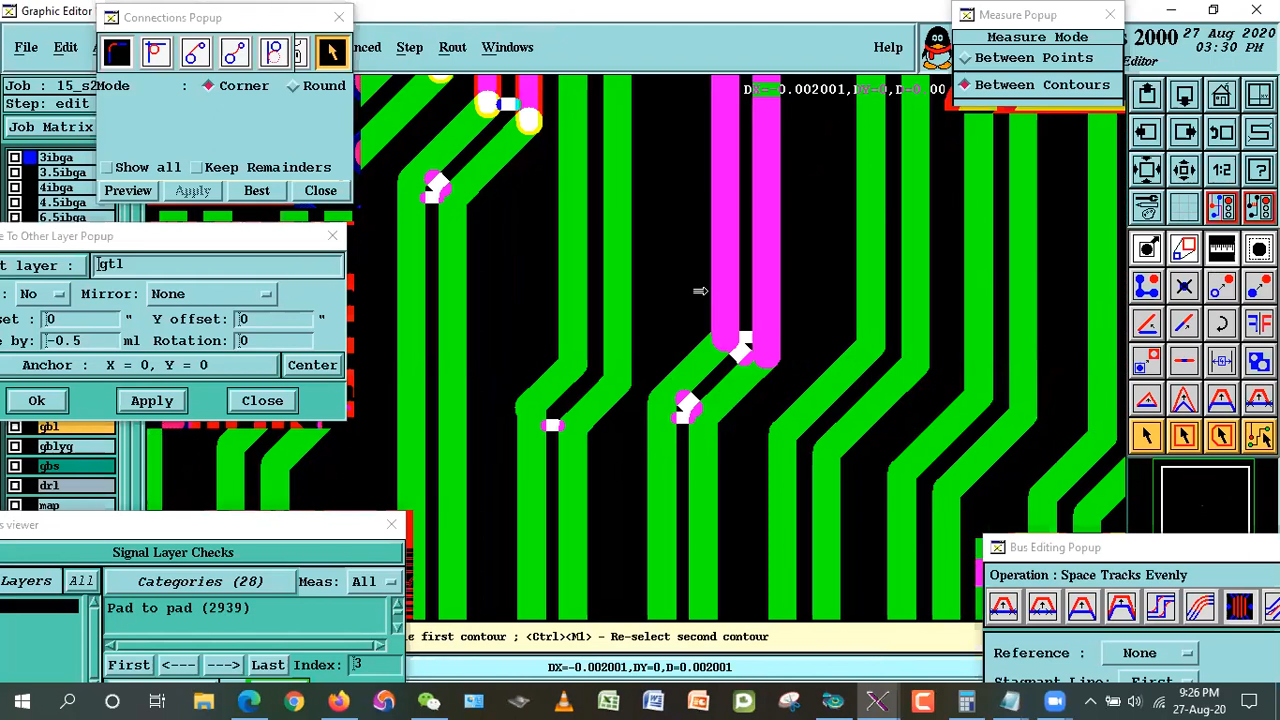 Graphic Editor
Connections Popup
Measure Popup
2000 27 Aug 2020
03:30 PM
Editor
File Edit
anced Step Rout Windows
Help
Measure Mode
Between Points
Between Contours
Job : 15_s2
Mode : Corner Round
Step: edit
Job Matrix
DX=-0.002001,DY=0,D=0.00
3ibga
3.5ibga
4ibga
4.5ibga
6.5ibga
Show all Keep Remainders
Preview Apply Best Close
1:2
?
e To Other Layer Popup
t layer : gtl
: No Mirror: None
set : 0 " Y offset: 0 "
e by: -0.5 ml Rotation: 0
Anchor : X = 0, Y = 0 Center
Ok Apply Close
gbl
gblyg
gbs
drl
map
s viewer
Signal Layer Checks
Layers All Categories (28) Meas: All
Pad to pad (2939)
First <--- ---> Last Index: 3
e first contour ; <Ctrl><M1> - Re-select second contour
DX=-0.002001,DY=0,D=0.002001
Bus Editing Popup
Operation : Space Tracks Evenly
Reference : None
Stagnant Line: First
9:26 PM
27-Aug-20